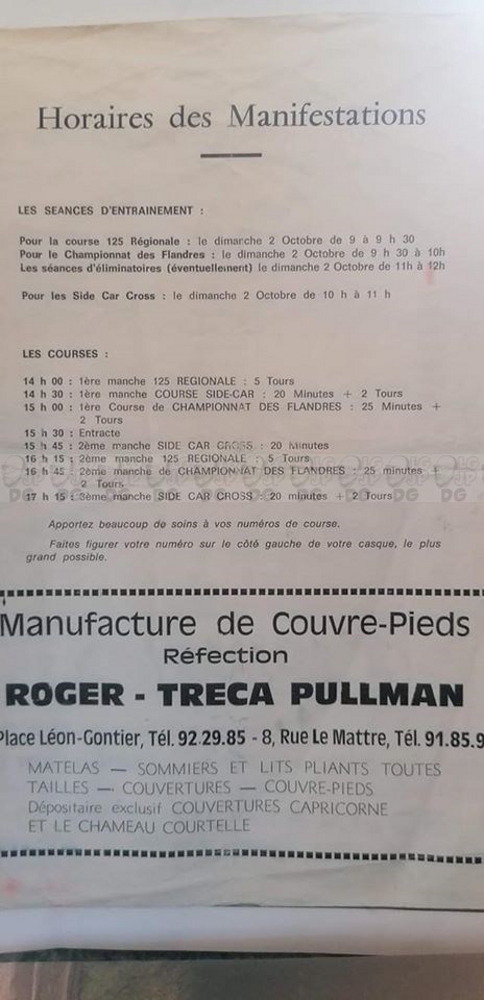 Horaires des Manifestations
LES SEANCES D'ENTRAINEMENT :
Pour la course 125 Régionale : le dimanche 2 Octobre de 9 à 9 h 30
Pour le Championnat des Flandres : le dimanche 2 Octobre de 9 h 30 à 10h
Les séances d'éliminatoires (éventuellement) le dimanche 2 Octobre de 11h à 12h
Pour les Side Car Cross : le dimanche 2 Octobre de 10 h à 11 h
LES COURSES :
14 h 00 : 1ère manche 125 REGIONALE : 5 Tours
14 h 30 : 1ère manche COURSE SIDE-CAR : 20 Minutes + 2 Tours
15 h 00 : 1ère Course de CHAMPIONNAT DES FLANDRES : 25 Minutes +
2 Tours
15 h 30 : Entracte
15 h 45 : 2ème manche SIDE CAR CROSS : 20 Minutes
16 h 15 : 2ème manche 125 REGIONALE : 5 Tours
16 h 45 : 2ème manche de CHAMPIONNAT DES FLANDRES : 25 minutes +
2 Tours
17 h 15 : 3ème manche SIDE CAR CROSS : 20 minutes + 2 Tours
Apportez beaucoup de soins à vos numéros de course.
Faites figurer votre numéro sur le côté gauche de votre casque, le plus
grand possible.
Manufacture de Couvre-Pieds
Réfection
ROGER - TRECA PULLMAN
Place Léon-Gontier, Tél. 92.29.85 - 8, Rue Le Mattre, Tél. 91.85.9
MATELAS — SOMMIERS ET LITS PLIANTS TOUTES
TAILLES — COUVERTURES — COUVRE-PIEDS
Dépositaire exclusif COUVERTURES CAPRICORNE
ET LE CHAMEAU COURTELLE